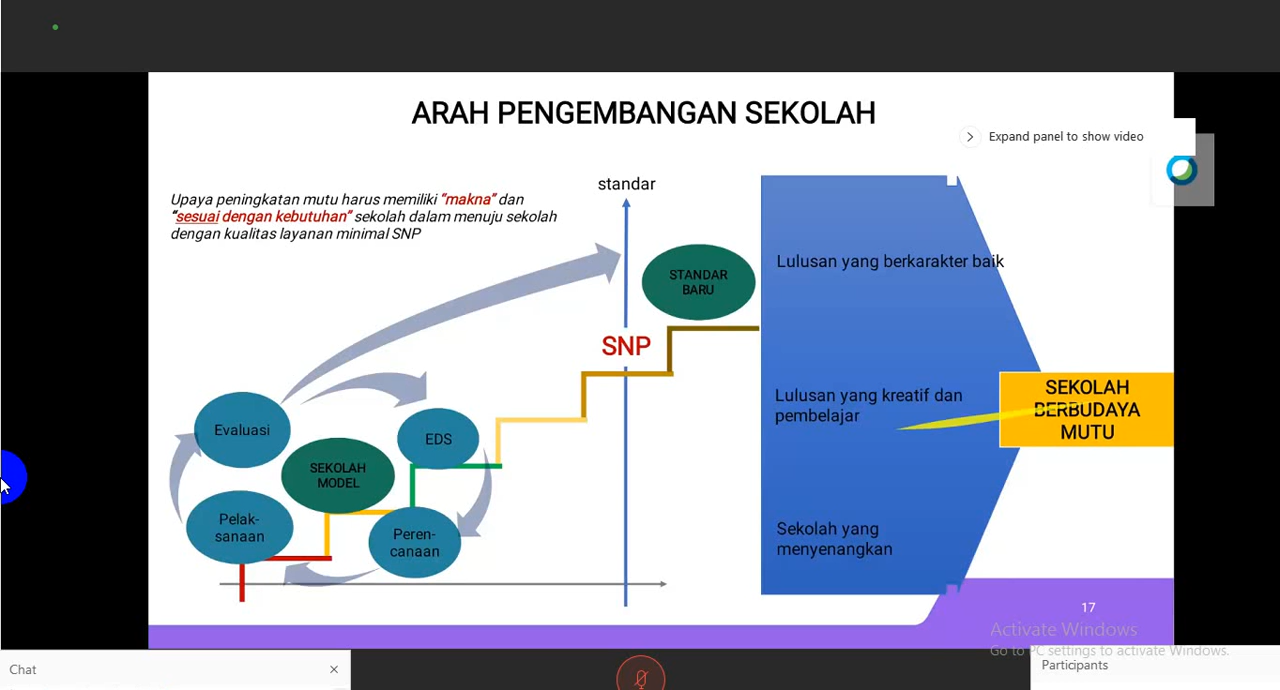 ARAH PENGEMBANGAN SEKOLAH
Expand panel to show video
Upaya peningkatan mutu harus memiliki “makna” dan
“sesuai dengan kebutuhan” sekolah dalam menuju sekolah
dengan kualitas layanan minimal SNP
standar
STANDAR
BARU
SNP
Evaluasi
EDS
SEKOLAH
MODEL
Pelak-
sanaan
Peren-
canaan
Lulusan yang berkarakter baik
Lulusan yang kreatif dan
pembelajar
Sekolah yang
menyenangkan
SEKOLAH
BERBUDAYA
MUTU
17
Activate Windows
Go to PC settings to activate Windows.
Chat
Participants